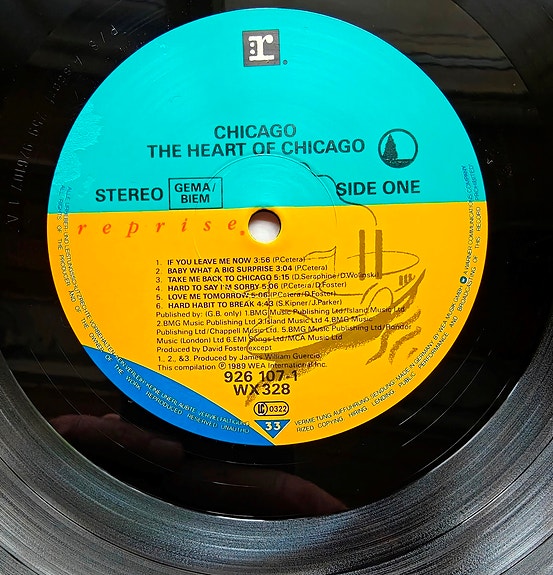 r
CHICAGO
THE HEART OF CHICAGO
STEREO GEMA/BIEM SIDE ONE
reprise
1. IF YOU LEAVE ME NOW 3:56 (P.Cetera)
2. BABY WHAT A BIG SURPRISE 3:04 (P.Cetera)
3. TAKE ME BACK TO CHICAGO 5:15 (D.Seraphine/D.Wolinski)
4. HARD TO SAY I'M SORRY 5:06 (P.Cetera/D.Foster)
5. LOVE ME TOMORROW 5:06 (P.Cetera/D.Foster)
6. HARD HABIT TO BREAK 4:43 (S.Kipner/J.Parker)
Published by: (G.B. only) 1.BMG Music Publishing Ltd/Island Music Ltd
2.BMG Music Publishing Ltd 3.Island Music Ltd 4.BMG Music
Publishing Ltd/Chappell Music Ltd. 5.BMG Music Publishing Ltd/Rondor
Music (London) Ltd 6.EMI Songs Ltd/MCA Music Ltd
Produced by David Foster except
1., 2., &3. Produced by James William Guercio.
This compilation Ⓟ 1989 WEA International Inc.
926 107-1
WX 328
LC 0322
33